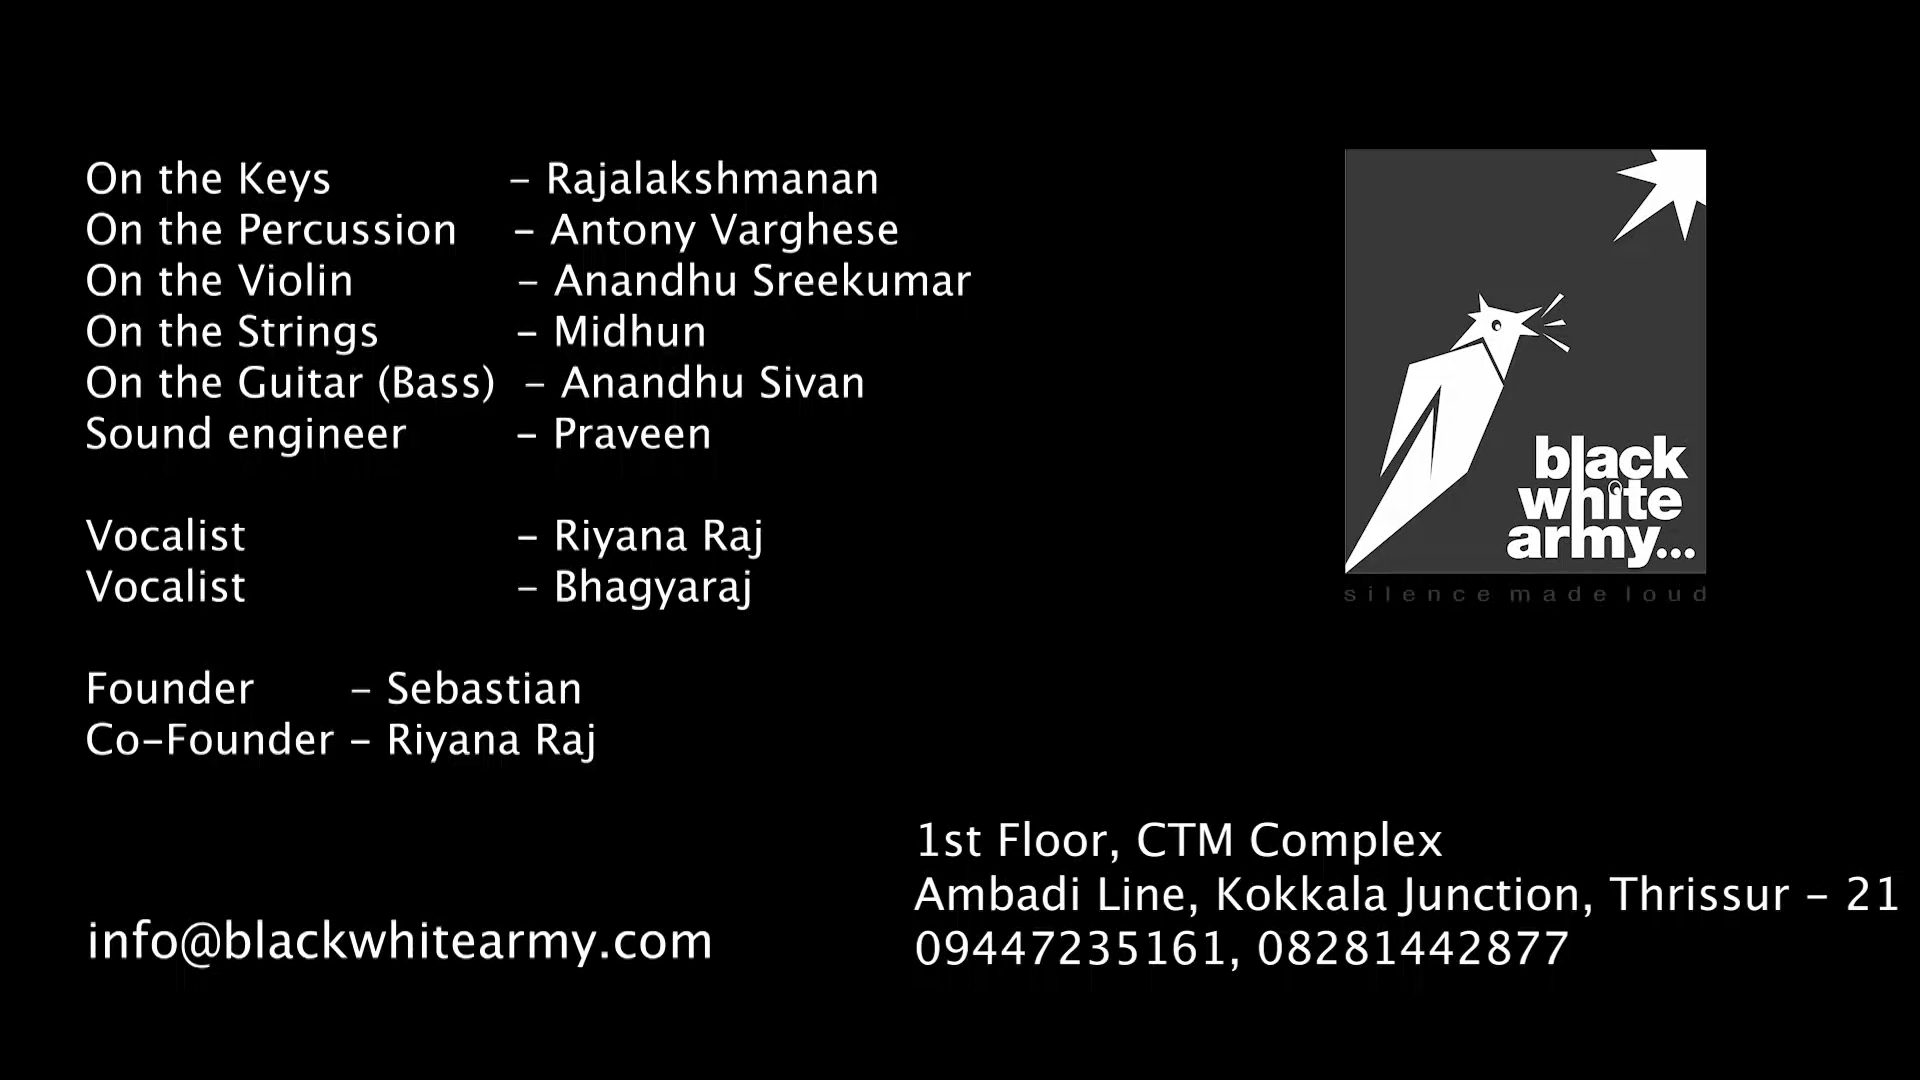 On the Keys – Rajalakshmanan
On the Percussion – Antony Varghese
On the Violin – Anandhu Sreekumar
On the Strings – Midhun
On the Guitar (Bass) – Anandhu Sivan
Sound engineer – Praveen
Vocalist – Riyana Raj
Vocalist – Bhagyaraj
Founder – Sebastian
Co–Founder – Riyana Raj
black
white
army...
silence made loud
info@blackwhitearmy.com
1st Floor, CTM Complex
Ambadi Line, Kokkala Junction, Thrissur – 21
09447235161, 08281442877